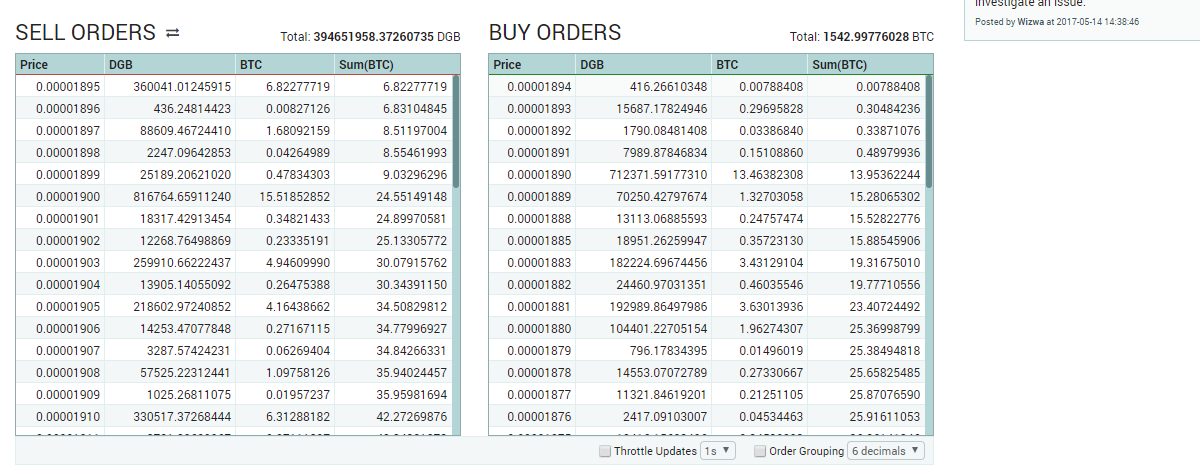 investigate an issue.
Posted by Wizwa at 2017-05-14 14:38:46
SELL ORDERS
Total: 394651958.37260735 DGB
Price DGB BTC Sum(BTC)
0.00001895 360041.01245915 6.82277719 6.82277719
0.00001896 436.24814423 0.00827126 6.83104845
0.00001897 88609.46724410 1.68092159 8.51197004
0.00001898 2247.09642853 0.04264989 8.55461993
0.00001899 25189.20621020 0.47834303 9.03296296
0.00001900 816764.65911240 15.51852852 24.55149148
0.00001901 18317.42913454 0.34821433 24.89970581
0.00001902 12268.76498869 0.23335191 25.13305772
0.00001903 259910.66222437 4.94609990 30.07915762
0.00001904 13905.14055092 0.26475388 30.34391150
0.00001905 218602.97240852 4.16438662 34.50829812
0.00001906 14253.47077848 0.27167115 34.77996927
0.00001907 3287.57424231 0.06269404 34.84266331
0.00001908 57525.22312441 1.09758126 35.94024457
0.00001909 1025.26811075 0.01957237 35.95981694
0.00001910 330517.37268444 6.31288182 42.27269876
BUY ORDERS
Total: 1542.99776028 BTC
Price DGB BTC Sum(BTC)
0.00001894 416.26610348 0.00788408 0.00788408
0.00001893 15687.17824946 0.29695828 0.30484236
0.00001892 1790.08481408 0.03386840 0.33871076
0.00001891 7989.87846834 0.15108860 0.48979936
0.00001890 712371.59177310 13.46382308 13.95362244
0.00001889 70250.42797674 1.32703058 15.28065302
0.00001888 13113.06885593 0.24757474 15.52822776
0.00001885 18951.26259947 0.35723130 15.88545906
0.00001883 182224.69674456 3.43129104 19.31675010
0.00001882 24460.97031351 0.46035546 19.77710556
0.00001881 192989.86497986 3.63013936 23.40724492
0.00001880 104401.22705154 1.96274307 25.36998799
0.00001879 796.17834395 0.01496019 25.38494818
0.00001878 14553.07072789 0.27330667 25.65825485
0.00001877 11321.84619201 0.21251105 25.87076590
0.00001876 2417.09103007 0.04534463 25.91611053
Throttle Updates 1s Order Grouping 6 decimals